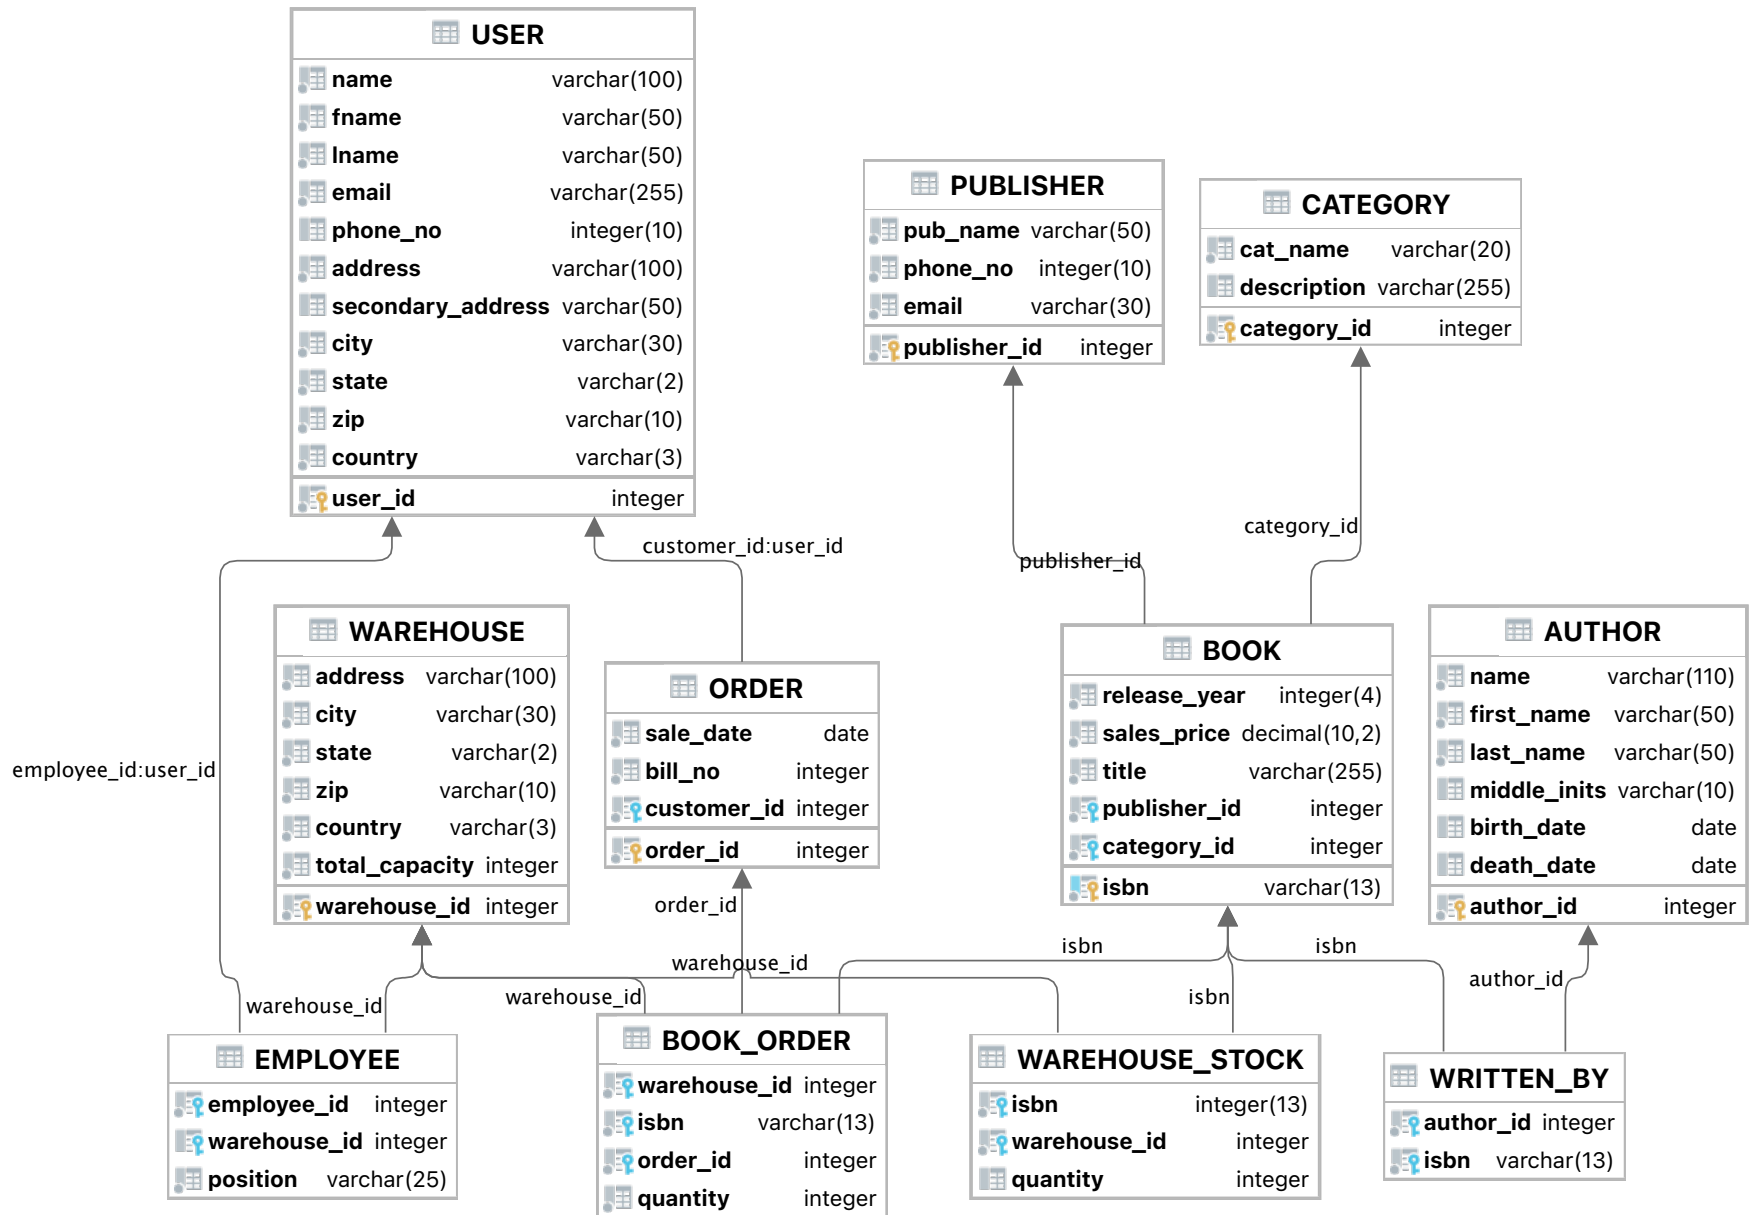 USER
name varchar(100)
fname varchar(50)
lname varchar(50)
email varchar(255)
phone_no integer(10)
address varchar(100)
secondary_address varchar(50)
city varchar(30)
state varchar(2)
zip varchar(10)
country varchar(3)
user_id integer
PUBLISHER
pub_name varchar(50)
phone_no integer(10)
email varchar(30)
publisher_id integer
CATEGORY
cat_name varchar(20)
description varchar(255)
category_id integer
customer_id:user_id
category_id
publisher_id
employee_id:user_id
WAREHOUSE
address varchar(100)
city varchar(30)
state varchar(2)
zip varchar(10)
country varchar(3)
total_capacity integer
warehouse_id integer
ORDER
sale_date date
bill_no integer
customer_id integer
order_id integer
BOOK
release_year integer(4)
sales_price decimal(10,2)
title varchar(255)
publisher_id integer
category_id integer
isbn varchar(13)
AUTHOR
name varchar(110)
first_name varchar(50)
last_name varchar(50)
middle_inits varchar(10)
birth_date date
death_date date
author_id integer
order_id
isbn
isbn
warehouse_id
author_id
warehouse_id
warehouse_id
isbn
EMPLOYEE
employee_id integer
warehouse_id integer
position varchar(25)
BOOK_ORDER
warehouse_id integer
isbn varchar(13)
order_id integer
quantity integer
WAREHOUSE_STOCK
isbn integer(13)
warehouse_id integer
quantity integer
WRITTEN_BY
author_id integer
isbn varchar(13)